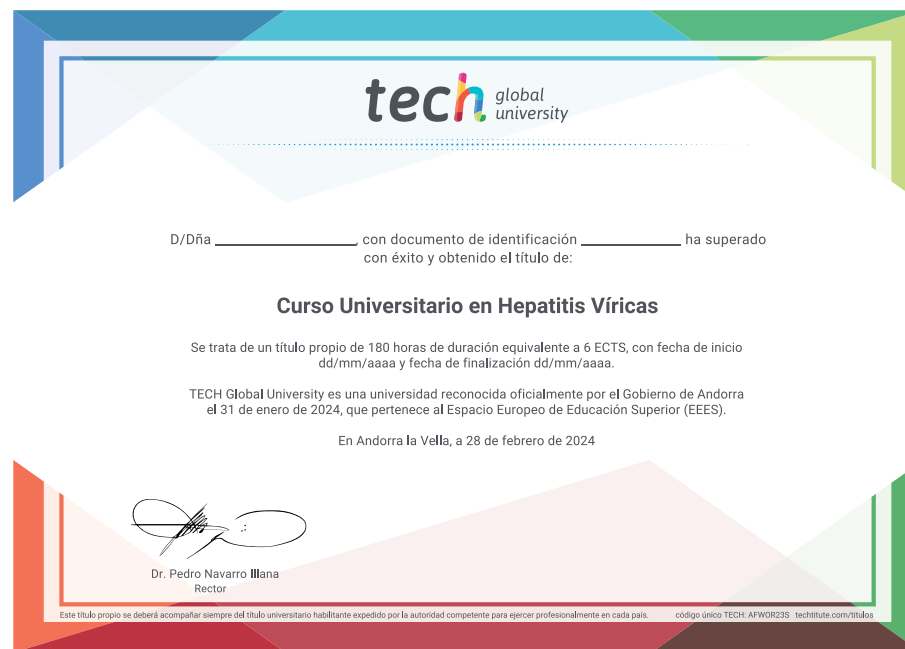 tech global university
D/Dña ________________, con documento de identificación ____________ ha superado
con éxito y obtenido el título de:
Curso Universitario en Hepatitis Víricas
Se trata de un título propio de 180 horas de duración equivalente a 6 ECTS, con fecha de inicio
dd/mm/aaaa y fecha de finalización dd/mm/aaaa.
TECH Global University es una universidad reconocida oficialmente por el Gobierno de Andorra
el 31 de enero de 2024, que pertenece al Espacio Europeo de Educación Superior (EEES).
En Andorra la Vella, a 28 de febrero de 2024
Dr. Pedro Navarro Illana
Rector
Este título propio se deberá acompañar siempre del título universitario habilitante expedido por la autoridad competente para ejercer profesionalmente en cada país. código único TECH: AFWOR23S techtitute.com/titulos